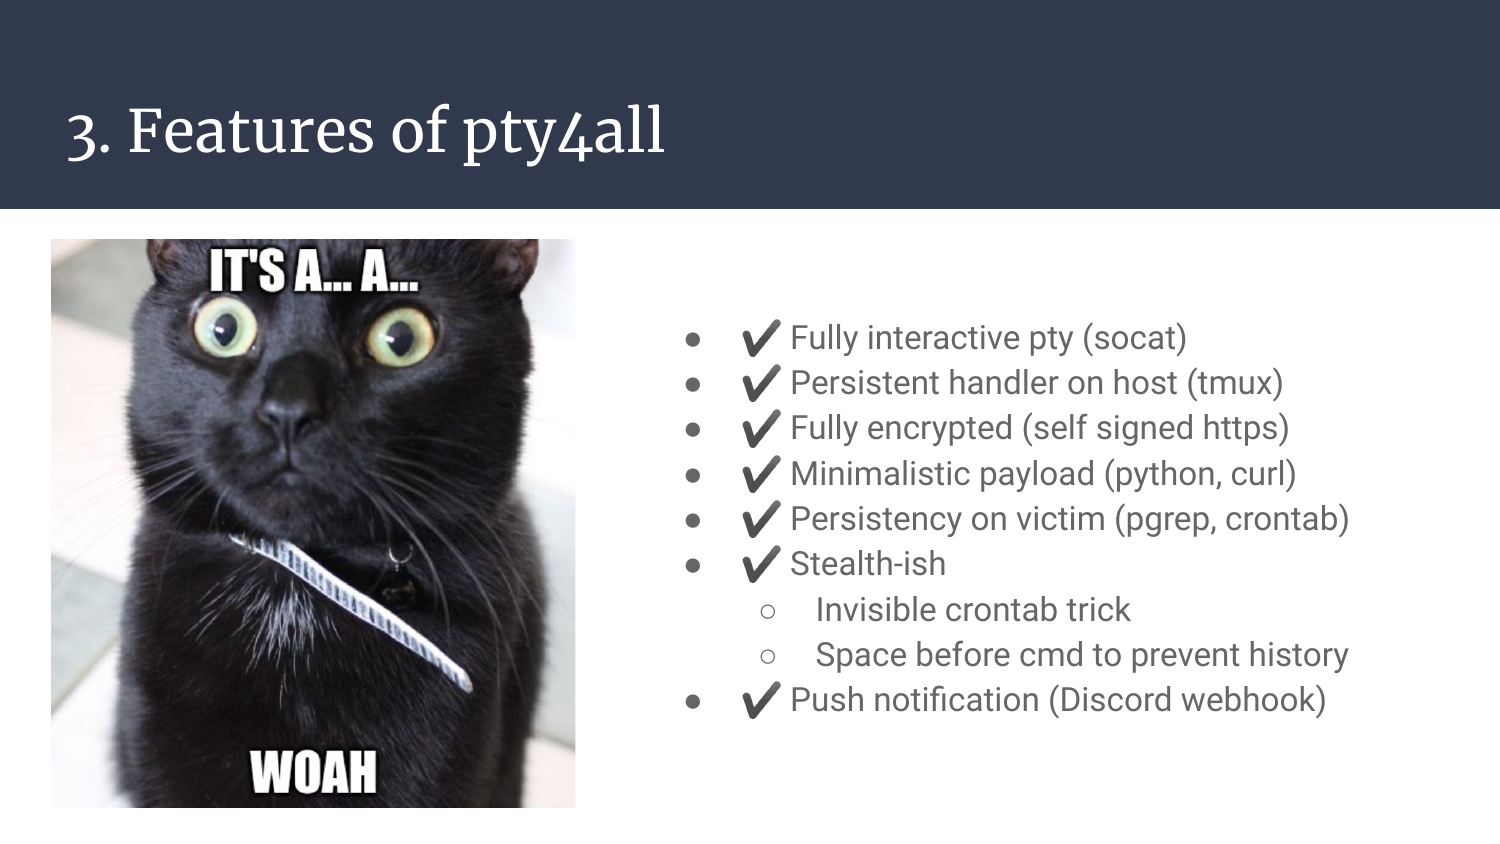 3. Features of pty4all
IT'S A... A...
WOAH
● ✔ Fully interactive pty (socat)
● ✔ Persistent handler on host (tmux)
● ✔ Fully encrypted (self signed https)
● ✔ Minimalistic payload (python, curl)
● ✔ Persistency on victim (pgrep, crontab)
● ✔ Stealth-ish
○ Invisible crontab trick
○ Space before cmd to prevent history
● ✔ Push notification (Discord webhook)